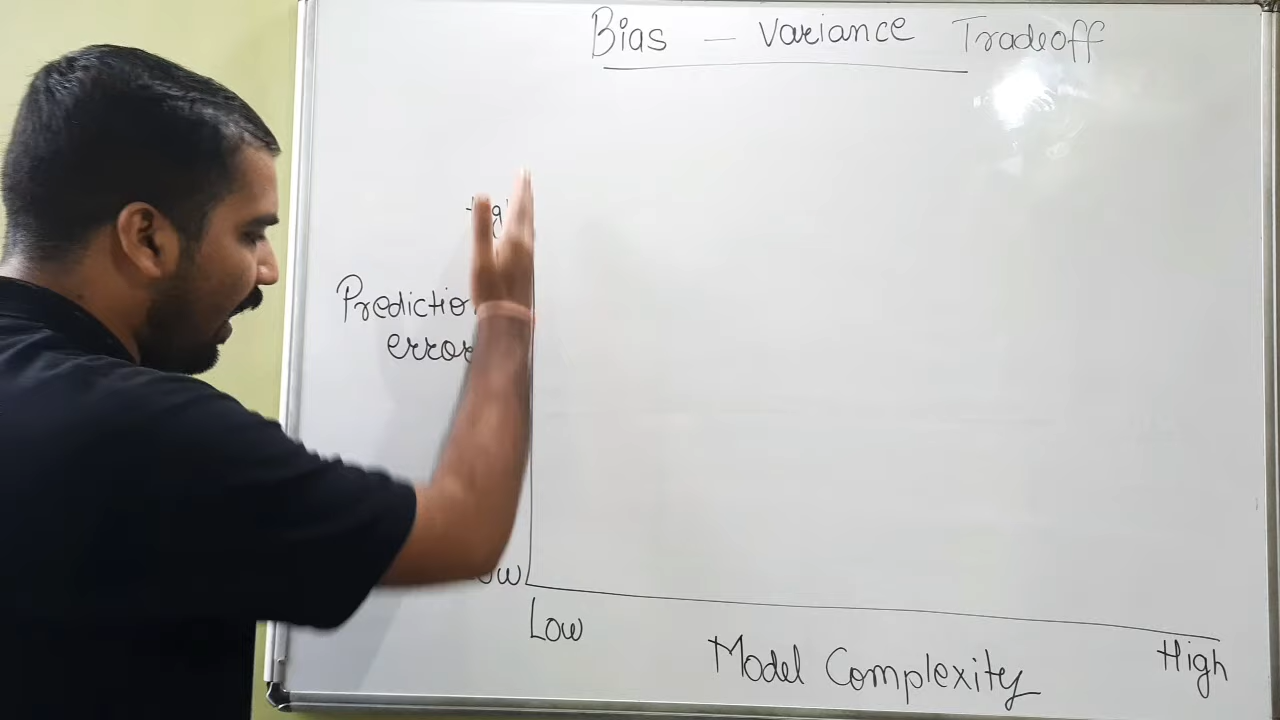 Bias – Variance Tradeoff
Prediction
error
Low
Model Complexity
High